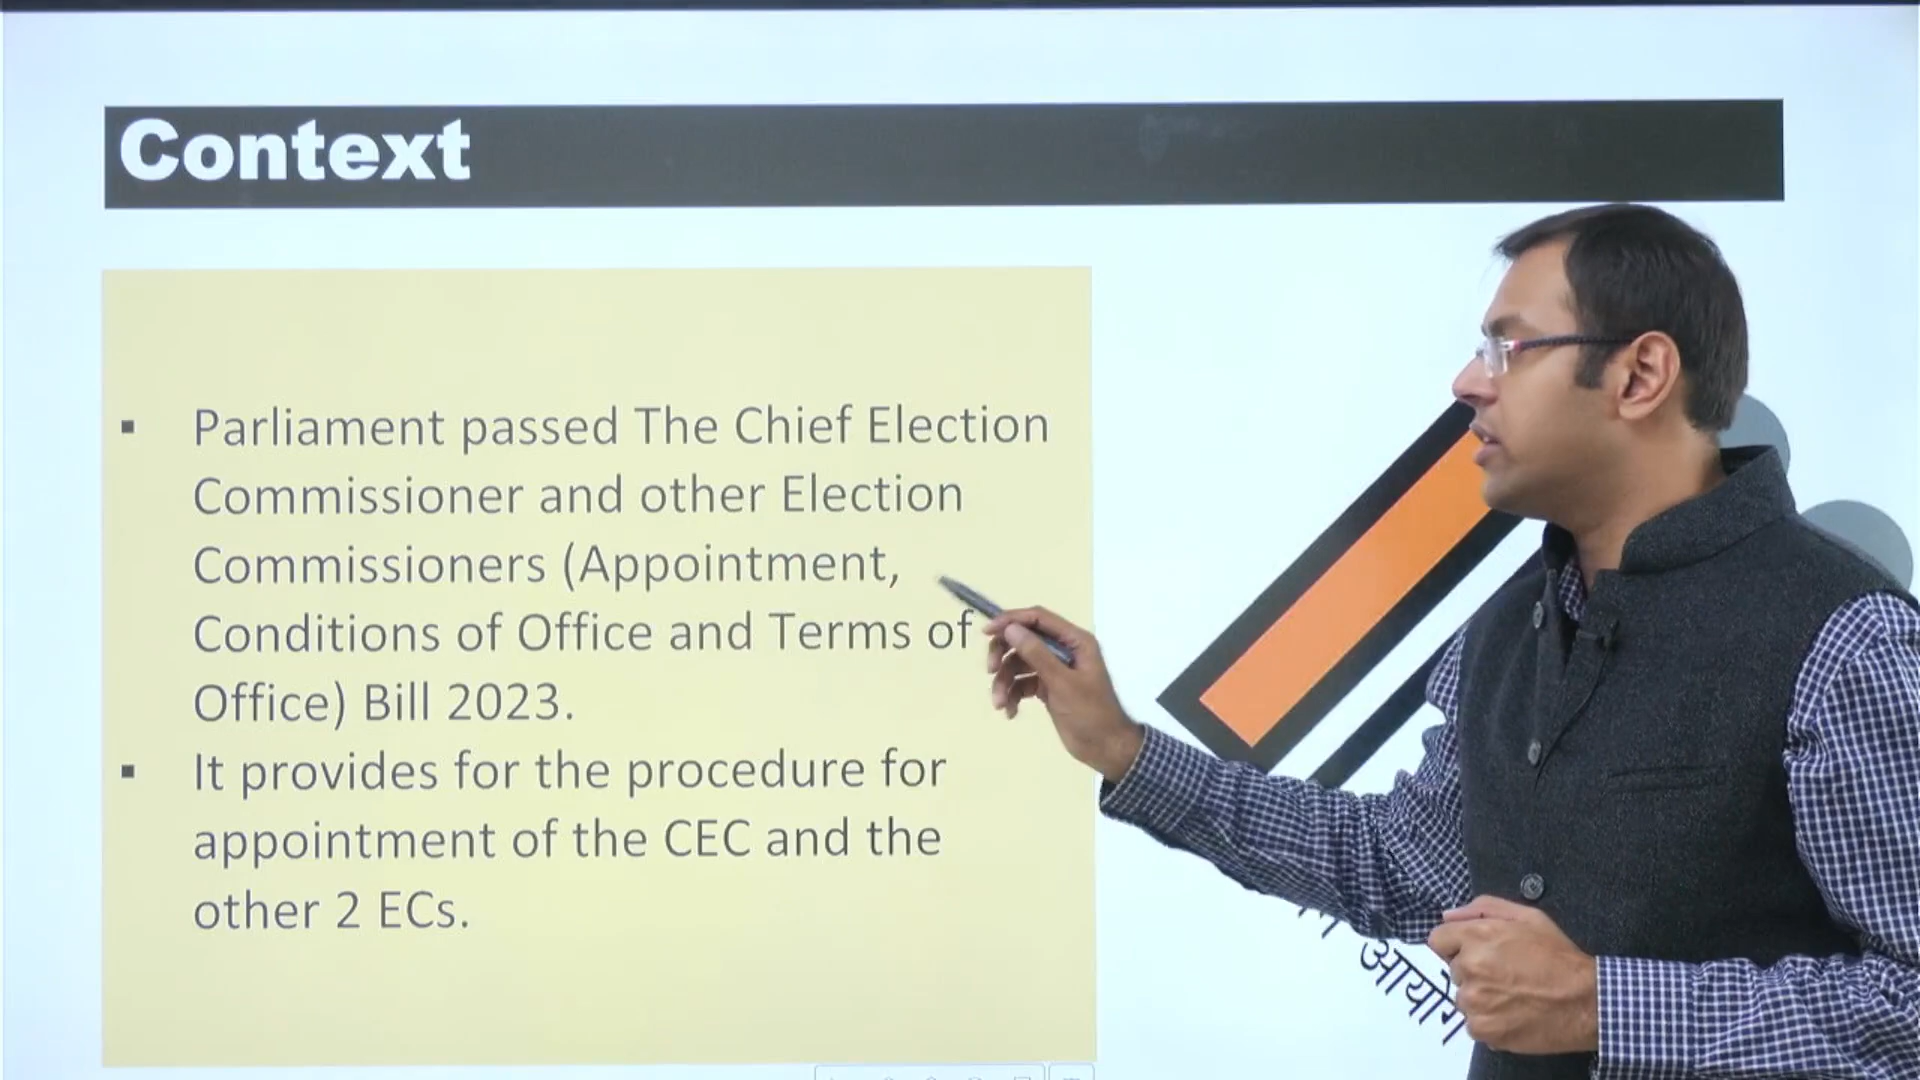 Context
▪ Parliament passed The Chief Election
Commissioner and other Election
Commissioners (Appointment,
Conditions of Office and Terms of
Office) Bill 2023.
▪ It provides for the procedure for
appointment of the CEC and the
other 2 ECs.
आयोग